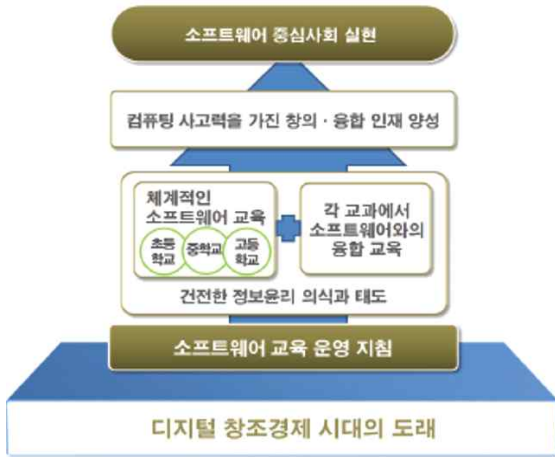 소프트웨어 중심사회 실현
컴퓨팅 사고력을 가진 창의 · 융합 인재 양성
체계적인
소프트웨어 교육
초등
학교
중학교
고등
학교
각 교과에서
소프트웨어와의
융합 교육
건전한 정보윤리 의식과 태도
소프트웨어 교육 운영 지침
디지털 창조경제 시대의 도래